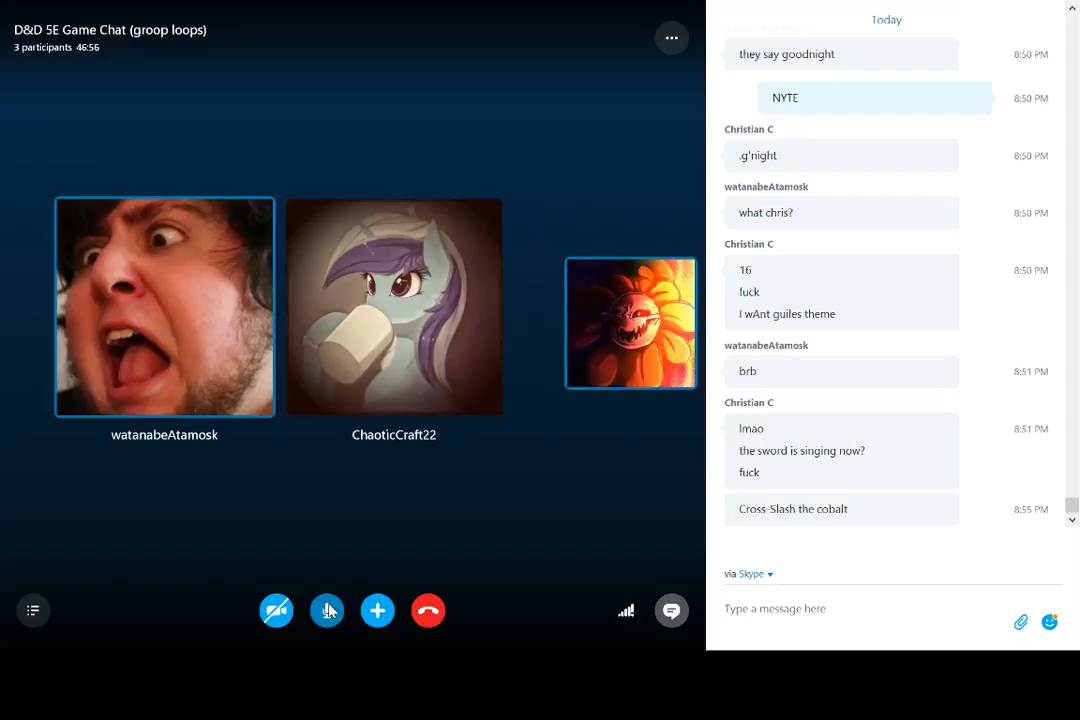 D&D 5E Game Chat (groop loops)
3 participants 46:56
watanabeAtamosk
ChaoticCraft22
Today
they say goodnight
8:50 PM
NYTE
8:50 PM
Christian C
.g'night
8:50 PM
watanabeAtamosk
what chris?
8:50 PM
Christian C
16
8:50 PM
fuck
I wAnt guiles theme
watanabeAtamosk
brb
8:51 PM
Christian C
lmao
8:51 PM
the sword is singing now?
fuck
Cross-Slash the cobalt
8:55 PM
via Skype
Type a message here